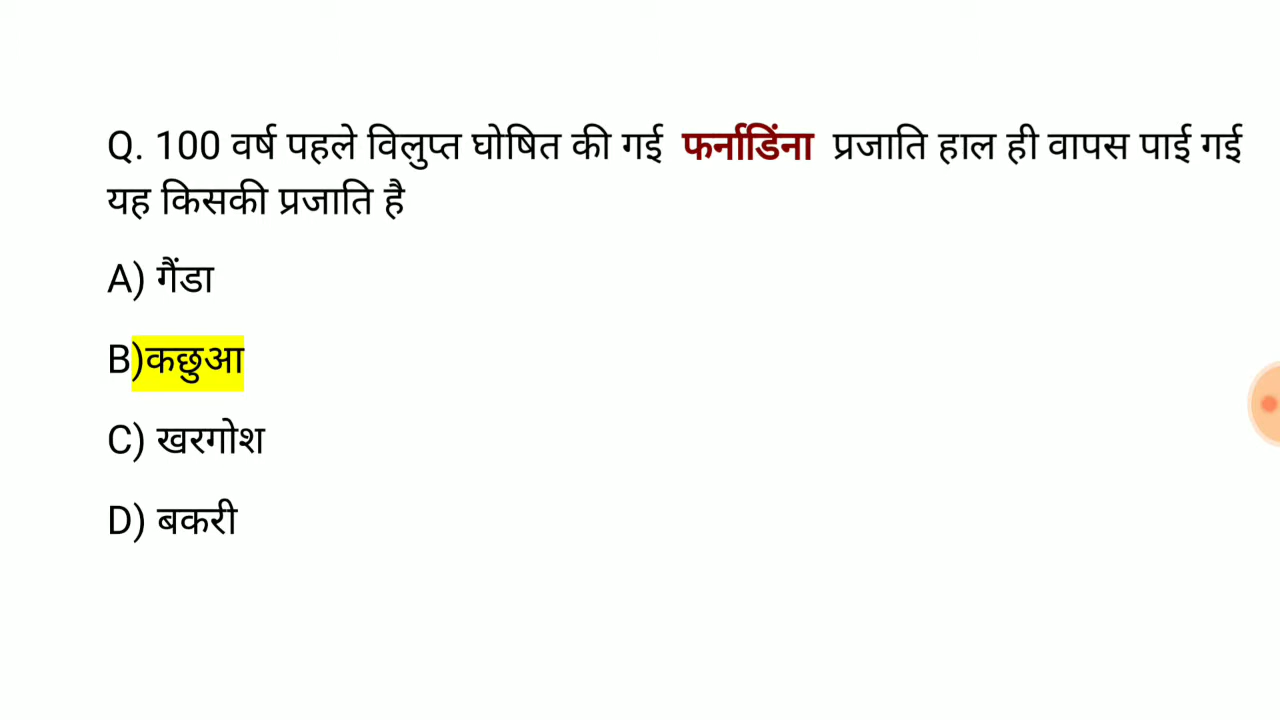 Q. 100 वर्ष पहले विलुप्त घोषित की गई फर्नाडिंना प्रजाति हाल ही वापस पाई गई
यह किसकी प्रजाति है
A) गैंडा
B)कछुआ
C) खरगोश
D) बकरी